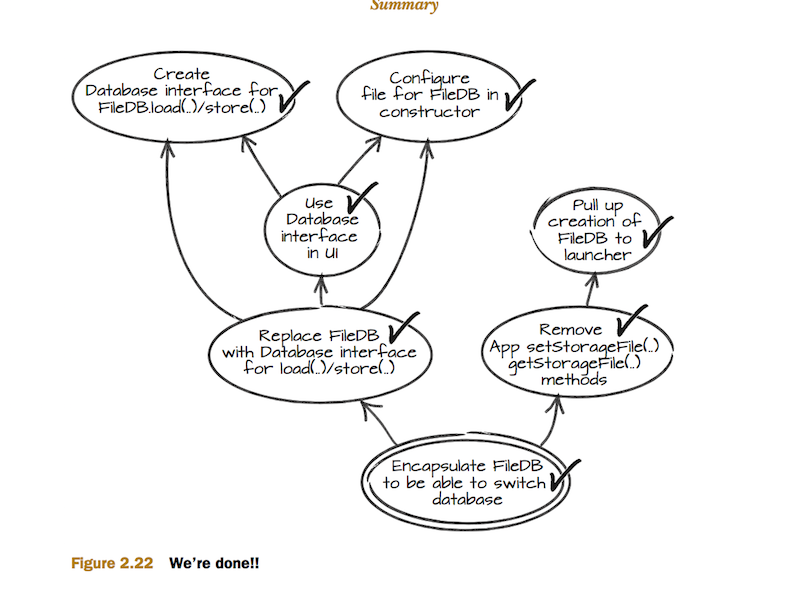 Summary
Create
Database interface for
FileDB.load(..)/store(..)
Configure
file for FileDB in
constructor
Use
Database
interface
in UI
Pull up
creation of
FileDB to
launcher
Replace FileDB
with Database interface
for load(..)/store(..)
Remove
App setStorageFile(..)
getStorageFile(..)
methods
Encapsulate FileDB
to be able to switch
database
Figure 2.22 We're done!!